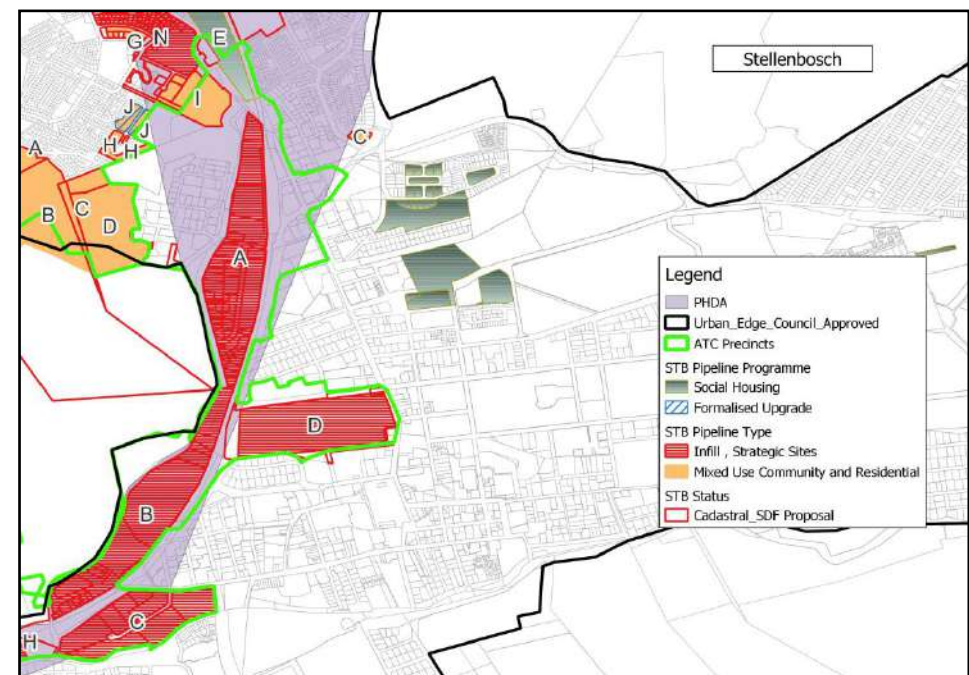 G N E
Stellenbosch
I
J
J
H H
C
A
C
B D
A
Legend
PHDA
Urban_Edge_Council_Approved
ATC Precincts
STB Pipeline Programme
Social Housing
Formalised Upgrade
STB Pipeline Type
Infill , Strategic Sites
Mixed Use Community and Residential
STB Status
Cadastral_SDF Proposal
D
B
C
H